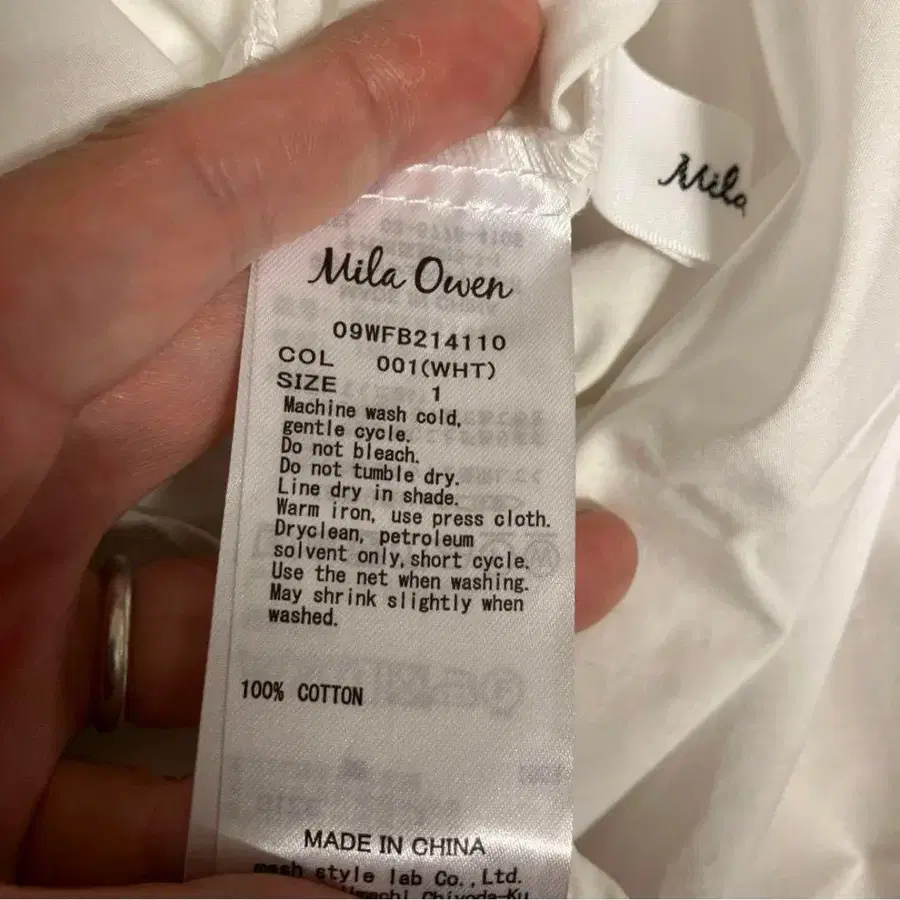 Mila
Mila Owen
09WFB214110
COL 001(WHT)
SIZE 1
Machine wash cold,
gentle cycle.
Do not bleach.
Do not tumble dry.
Line dry in shade.
Warm iron, use press cloth.
Dryclean, petroleum
solvent only, short cycle.
Use the net when washing.
May shrink slightly when
washed.
100% COTTON
MADE IN CHINA
mash style lab Co., Ltd.
Chiyoda-Ku